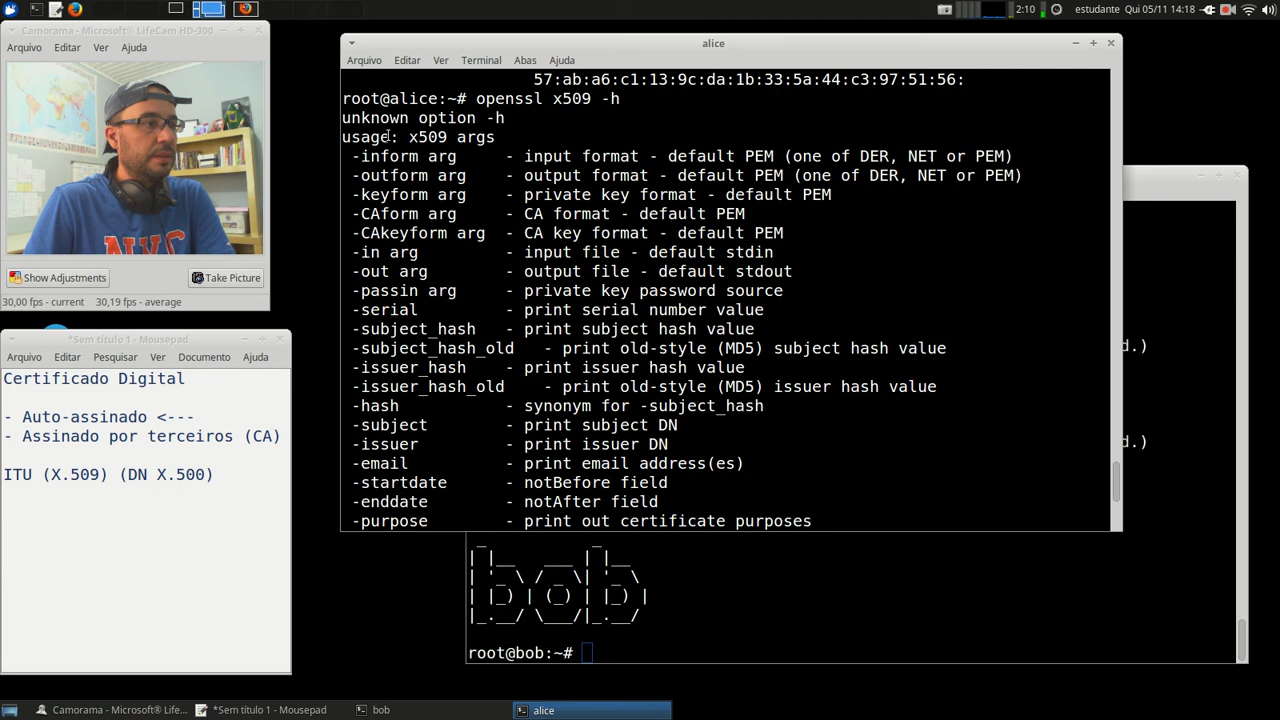 2:10
estudante Qui 05/11 14:18
Camorama - Microsoft® LifeCam HD-300
Arquivo Editar Ver Ajuda
NYC
Show Adjustments
Take Picture
30,00 fps - current 30,19 fps - average
*Sem título 1 - Mousepad
Arquivo Editar Pesquisar Ver Documento Ajuda
Certificado Digital
- Auto-assinado <---
- Assinado por terceiros (CA)
ITU (X.509) (DN X.500)
alice
Arquivo Editar Ver Terminal Abas Ajuda
57:ab:a6:c1:13:9c:da:1b:33:5a:44:c3:97:51:56:
root@alice:~# openssl x509 -h
unknown option -h
usage: x509 args
-inform arg - input format - default PEM (one of DER, NET or PEM)
-outform arg - output format - default PEM (one of DER, NET or PEM)
-keyform arg - private key format - default PEM
-CAform arg - CA format - default PEM
-CAkeyform arg - CA key format - default PEM
-in arg - input file - default stdin
-out arg - output file - default stdout
-passin arg - private key password source
-serial - print serial number value
-subject_hash - print subject hash value
-subject_hash_old - print old-style (MD5) subject hash value
-issuer_hash - print issuer hash value
-issuer_hash_old - print old-style (MD5) issuer hash value
-hash - synonym for -subject_hash
-subject - print subject DN
-issuer - print issuer DN
-email - print email address(es)
-startdate - notBefore field
-enddate - notAfter field
-purpose - print out certificate purposes
d.)
d.)
bob
root@bob:~#
Camorama - Microsoft® LifeC...
*Sem título 1 - Mousepad
bob
alice